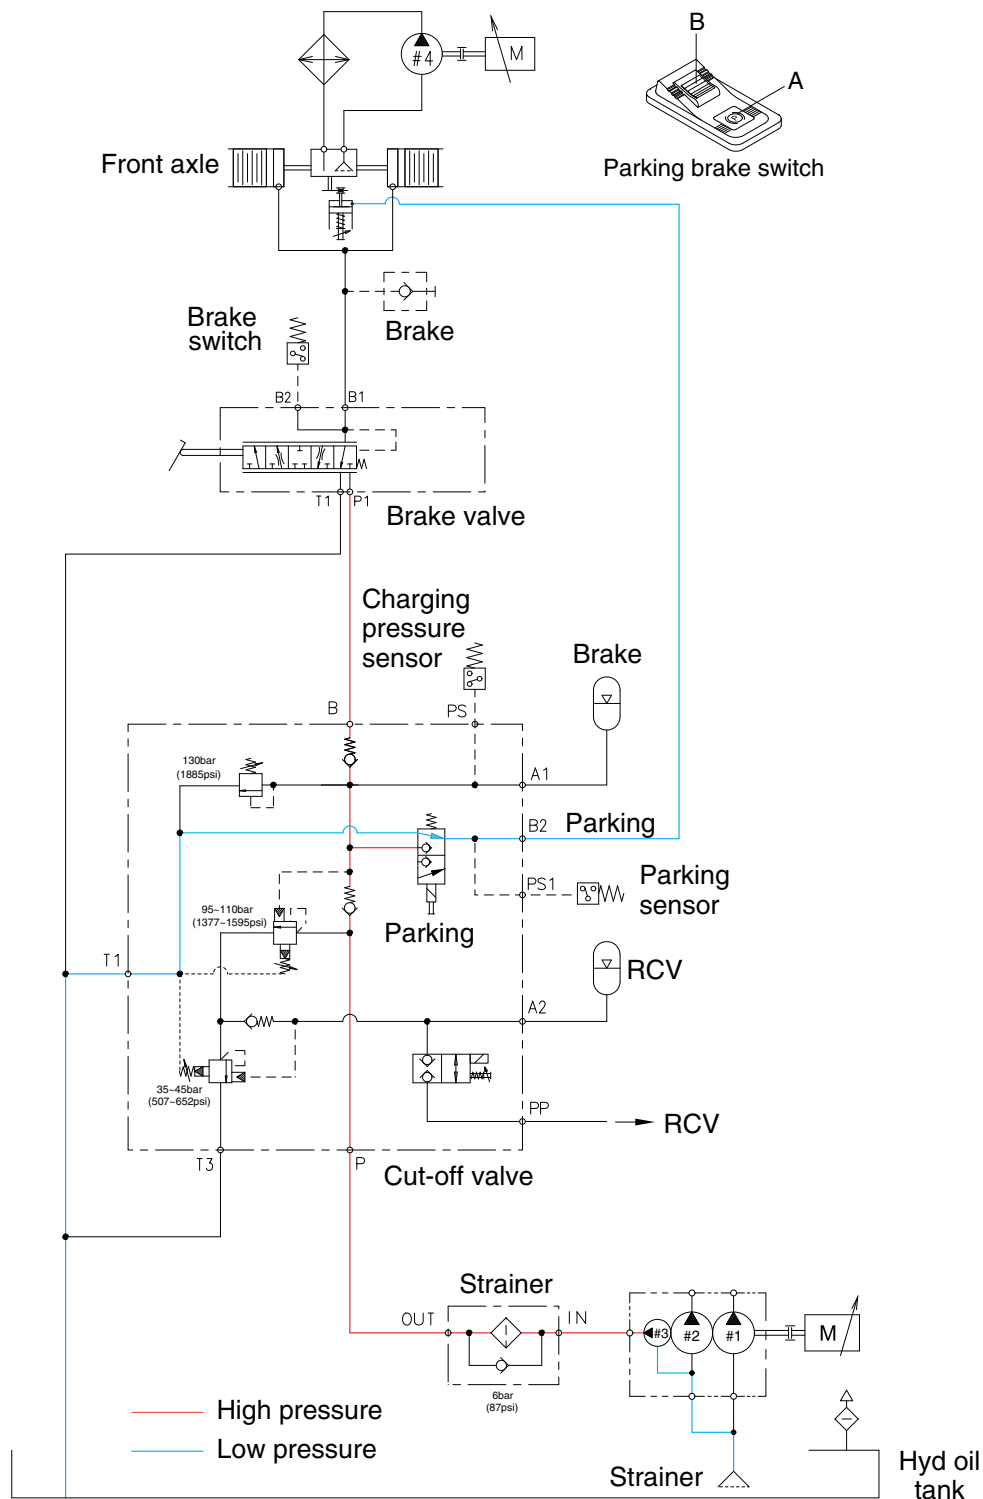 #4
M
B
A
P
Parking brake switch
Front axle
Brake
switch
Brake
B2
B1
T1
P1
Brake valve
Charging
pressure
sensor
Brake
B
PS
130bar
(1885psi)
A1
B2
Parking
PS1
Parking
sensor
95~110bar
(1377~1595psi)
Parking
T1
RCV
A2
35~45bar
(507~652psi)
PP
RCV
T3
P
Cut-off valve
Strainer
OUT
IN
#3
#2
#1
M
6bar
(87psi)
High pressure
Low pressure
Strainer
Hyd oil
tank